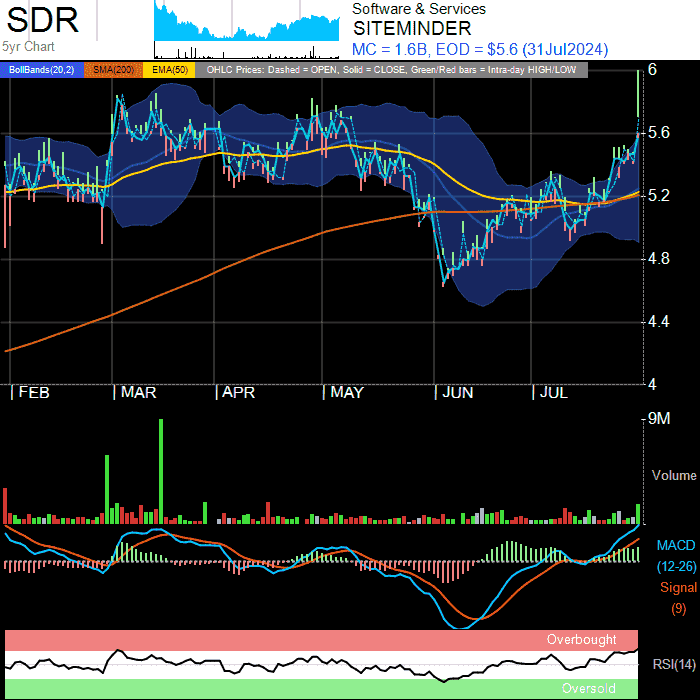 SDR
5yr Chart
Software & Services
SITEMINDER
MC = 1.6B, EOD = $5.6 (31Jul2024)
BollBands(20,2) SMA(200) EMA(50) OHLC Prices: Dashed = OPEN, Solid = CLOSE, Green/Red bars = Intra-day HIGH/LOW
6
5.6
5.2
4.8
4.4
4
| FEB | MAR | APR | MAY | JUN | JUL
9M
Volume
MACD
(12-26)
Signal
(9)
Overbought
RSI(14)
Oversold